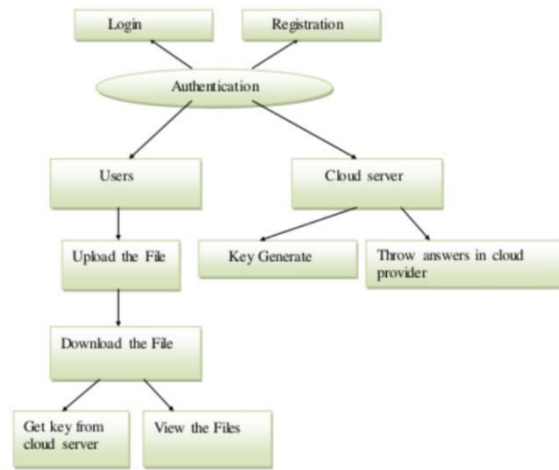 Login
Registration
Authentication
Users
Cloud server
Upload the File
Key Generate
Throw answers in cloud
provider
Download the File
Get key from
cloud server
View the Files